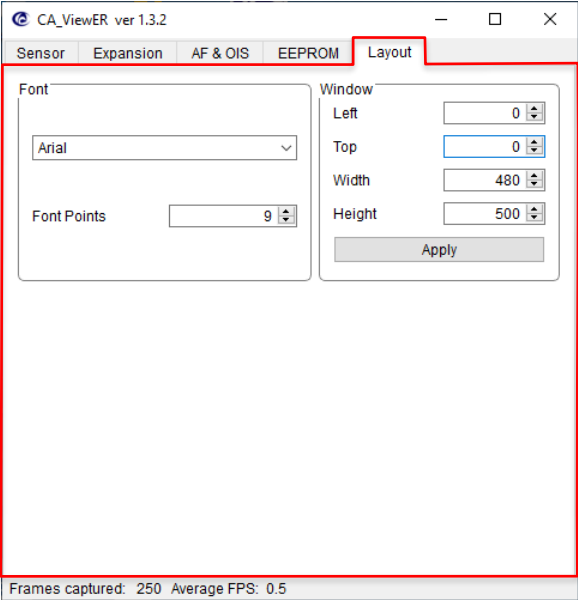 CA_ViewER ver 1.3.2
Sensor Expansion AF & OIS EEPROM Layout
Font
Arial
Font Points 9
Window
Left 0
Top 0
Width 480
Height 500
Apply
Frames captured: 250 Average FPS: 0.5